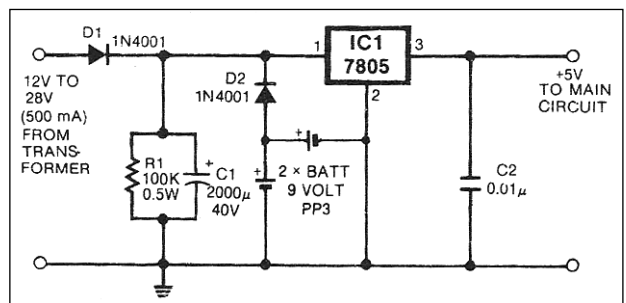 D1
1N4001
12V TO
28V
(500 mA)
FROM
TRANS-
FORMER
R1
100K
0.5W
+
C1
2000µ
40V
D2
1N4001
+
+
2 × BATT
9 VOLT
PP3
1
IC1
7805
3
2
C2
0.01µ
+5V
TO MAIN
CIRCUIT